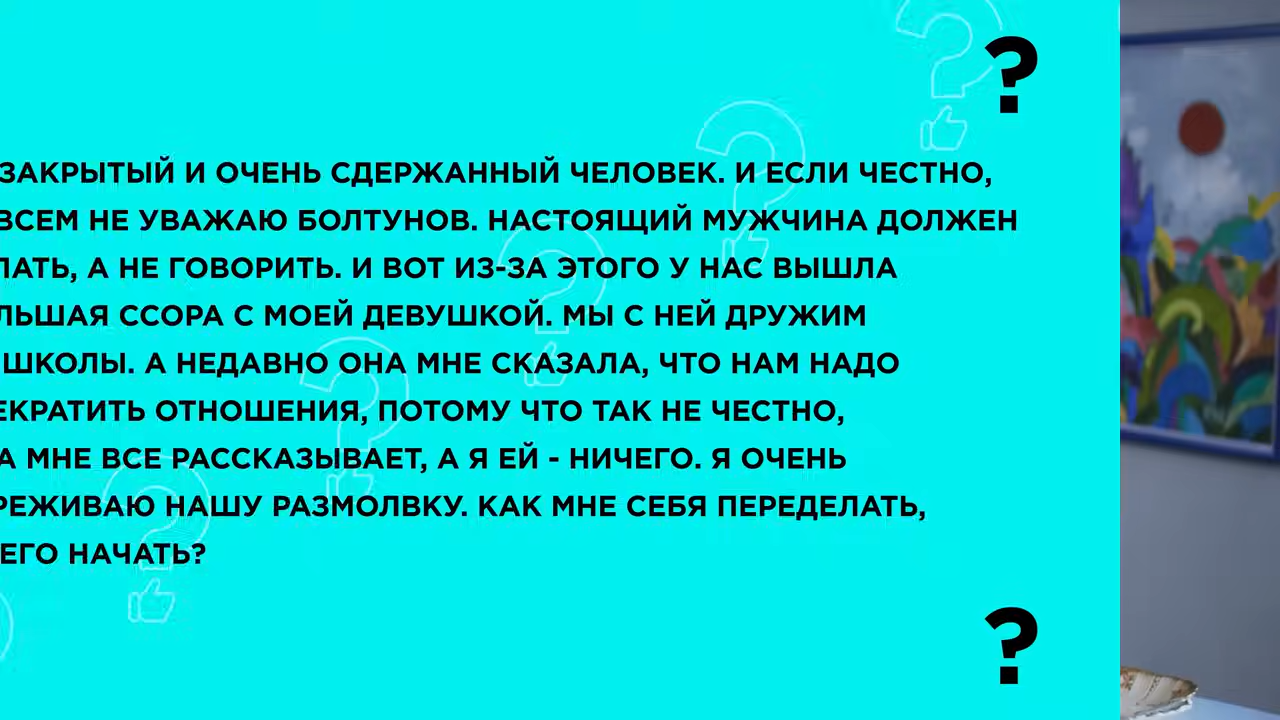 ?
ЗАКРЫТЫЙ И ОЧЕНЬ СДЕРЖАННЫЙ ЧЕЛОВЕК. И ЕСЛИ ЧЕСТНО,
ВСЕМ НЕ УВАЖАЮ БОЛТУНОВ. НАСТОЯЩИЙ МУЖЧИНА ДОЛЖЕН
ЛАТЬ, А НЕ ГОВОРИТЬ. И ВОТ ИЗ-ЗА ЭТОГО У НАС ВЫШЛА
ЛЬШАЯ ССОРА С МОЕЙ ДЕВУШКОЙ. МЫ С НЕЙ ДРУЖИМ
ШКОЛЫ. А НЕДАВНО ОНА МНЕ СКАЗАЛА, ЧТО НАМ НАДО
ЕКРАТИТЬ ОТНОШЕНИЯ, ПОТОМУ ЧТО ТАК НЕ ЧЕСТНО,
А МНЕ ВСЕ РАССКАЗЫВАЕТ, А Я ЕЙ - НИЧЕГО. Я ОЧЕНЬ
РЕЖИВАЮ НАШУ РАЗМОЛВКУ. КАК МНЕ СЕБЯ ПЕРЕДЕЛАТЬ,
ЕГО НАЧАТЬ?
?